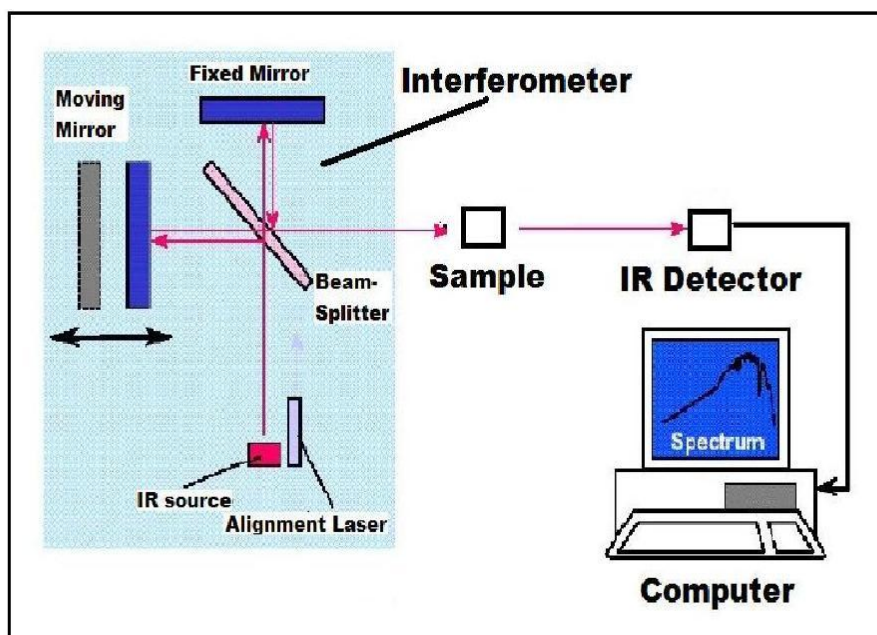 Fixed Mirror
Interferometer
Moving
Mirror
Beam-
Splitter
Sample
IR Detector
Spectrum
IR source
Alignment Laser
Computer